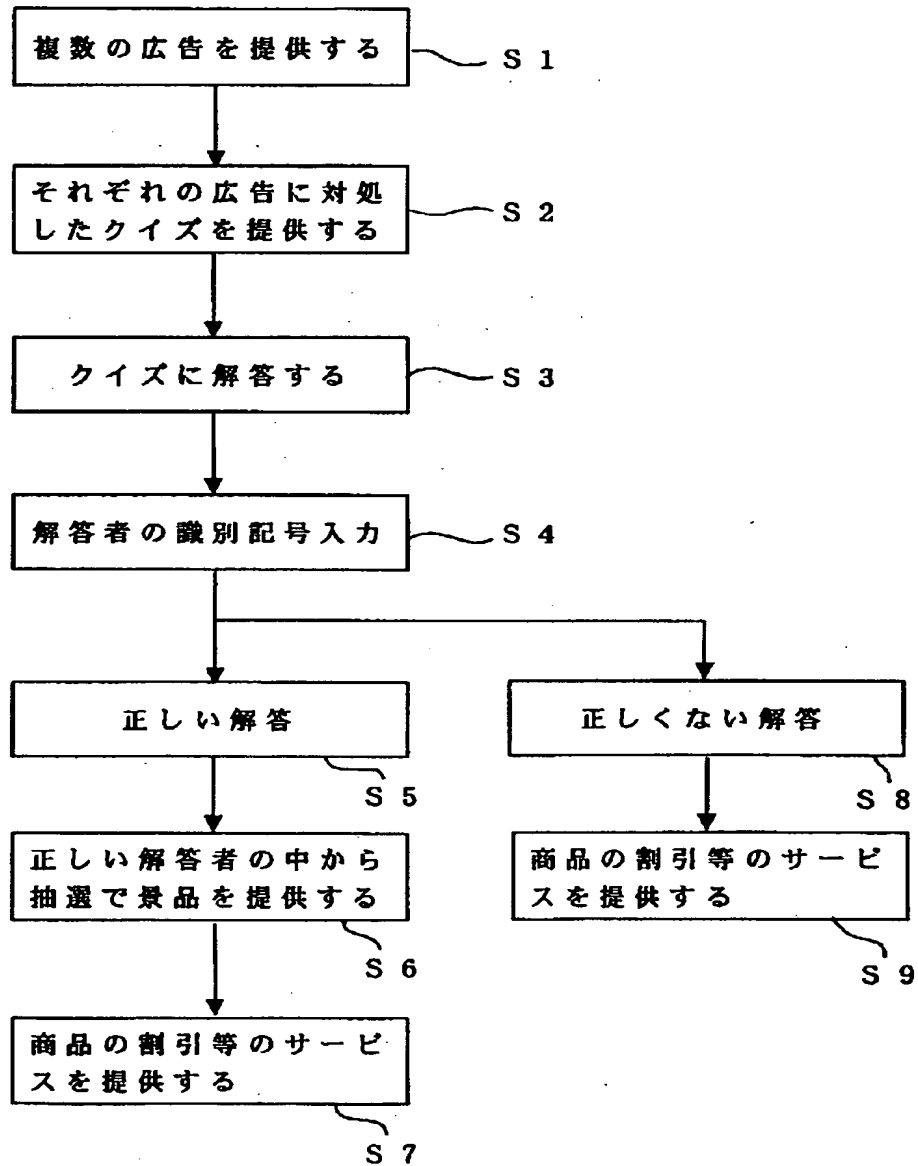 複数の広告を提供する
S 1
それぞれの広告に対処
したクイズを提供する
S 2
クイズに解答する
S 3
解答者の識別記号入力
S 4
正しい解答
S 5
正しくない解答
S 8
正しい解答者の中から
抽選で景品を提供する
S 6
商品の割引等のサービ
スを提供する
S 9
商品の割引等のサービ
スを提供する
S 7